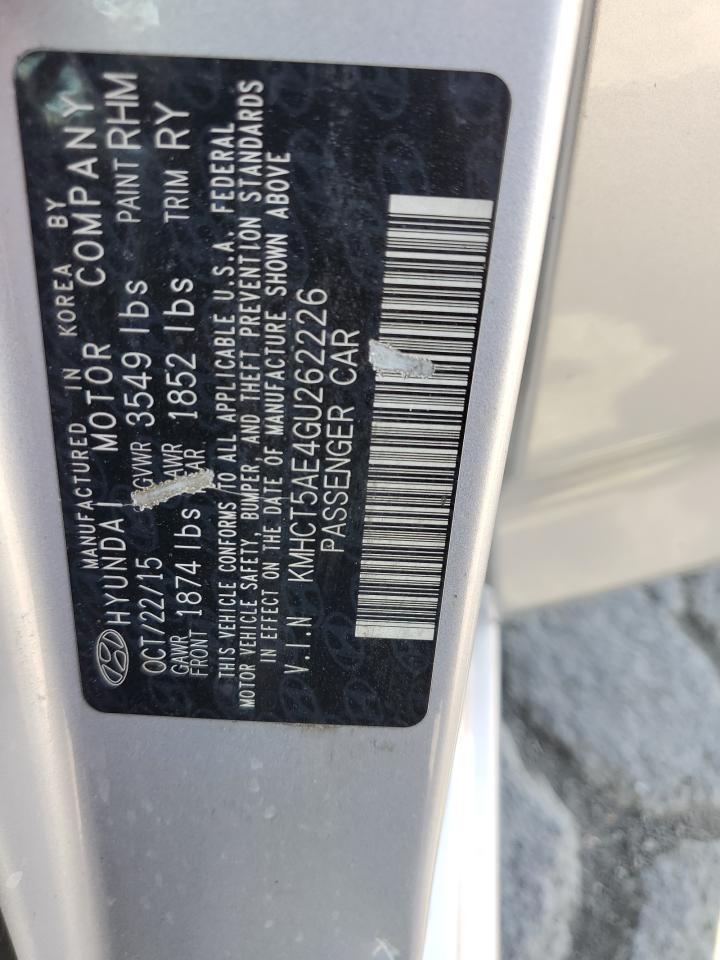 MANUFACTURED IN KOREA BY
HYUNDAI MOTOR COMPANY
OCT/22/15 GVWR 3549 lbs PAINT RHM
GAWR FRONT 1874 lbs REAR 1852 lbs TRIM RY
THIS VEHICLE CONFORMS TO ALL APPLICABLE U.S.A. FEDERAL
MOTOR VEHICLE SAFETY, BUMPER, AND THEFT PREVENTION STANDARDS
IN EFFECT ON THE DATE OF MANUFACTURE SHOWN ABOVE
V.I.N KMHCT5AE4GU262226
PASSENGER CAR